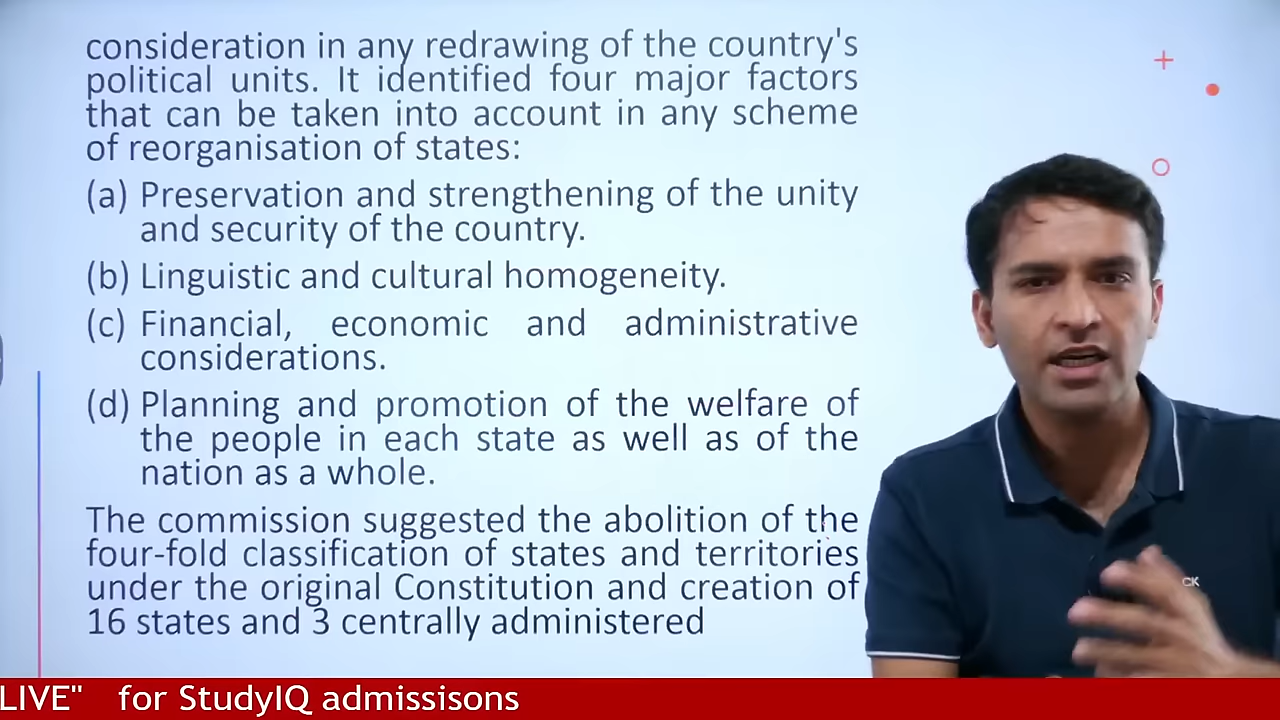 consideration in any redrawing of the country's
political units. It identified four major factors
that can be taken into account in any scheme
of reorganisation of states:
(a) Preservation and strengthening of the unity
and security of the country.
(b) Linguistic and cultural homogeneity.
(c) Financial, economic and administrative
considerations.
(d) Planning and promotion of the welfare of
the people in each state as well as of the
nation as a whole.
The commission suggested the abolition of the
four-fold classification of states and territories
under the original Constitution and creation of
16 states and 3 centrally administered
CK
LIVE" for StudyIQ admissisons